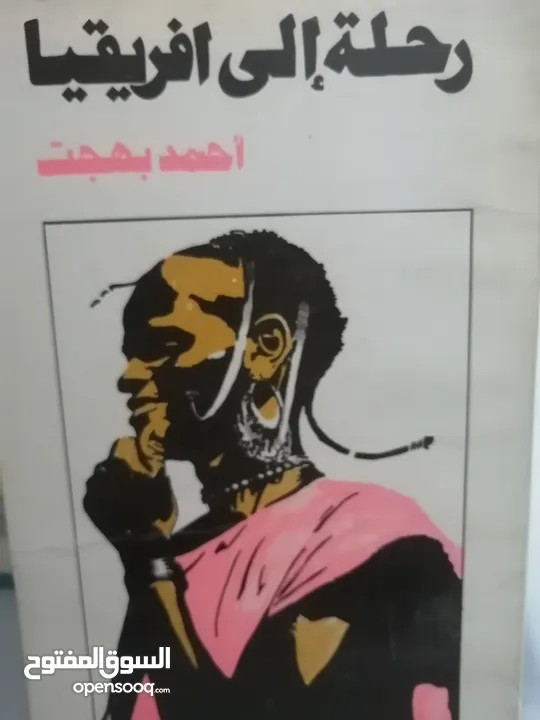 رحلة إلى افريقيا
أحمد بهجت
السوق المفتوح
opensooq.com